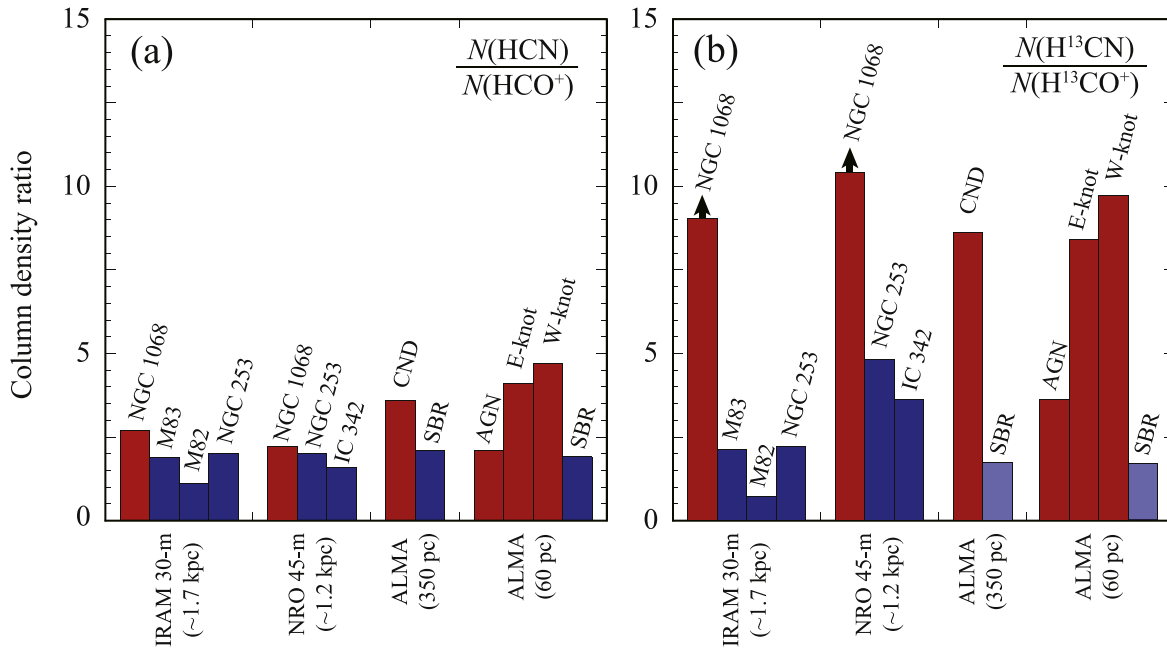 Column density ratio
15
10
5
0
(a)
N(HCN)
N(HCO⁺)
NGC 1068
M83
M82
NGC 253
NGC 1068
NGC 253
IC 342
CND
SBR
AGN
E-knot
W-knot
SBR
IRAM 30-m
(~1.7 kpc)
NRO 45-m
(~1.2 kpc)
ALMA
(350 pc)
ALMA
(60 pc)
15
10
5
0
(b)
N(H¹³CN)
N(H¹³CO⁺)
NGC 1068
M83
M82
NGC 253
NGC 1068
NGC 253
IC 342
CND
SBR
AGN
E-knot
W-knot
SBR
IRAM 30-m
(~1.7 kpc)
NRO 45-m
(~1.2 kpc)
ALMA
(350 pc)
ALMA
(60 pc)